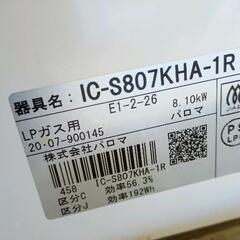 器具名: IC-S807KHA-1R
E1-2-26 8.10kW
LPガス用 パロマ
20·07-900145
株式会社パロマ
IC-S807KHA-1R
458 効率56.3%
区分C 効率192Wh
区分J